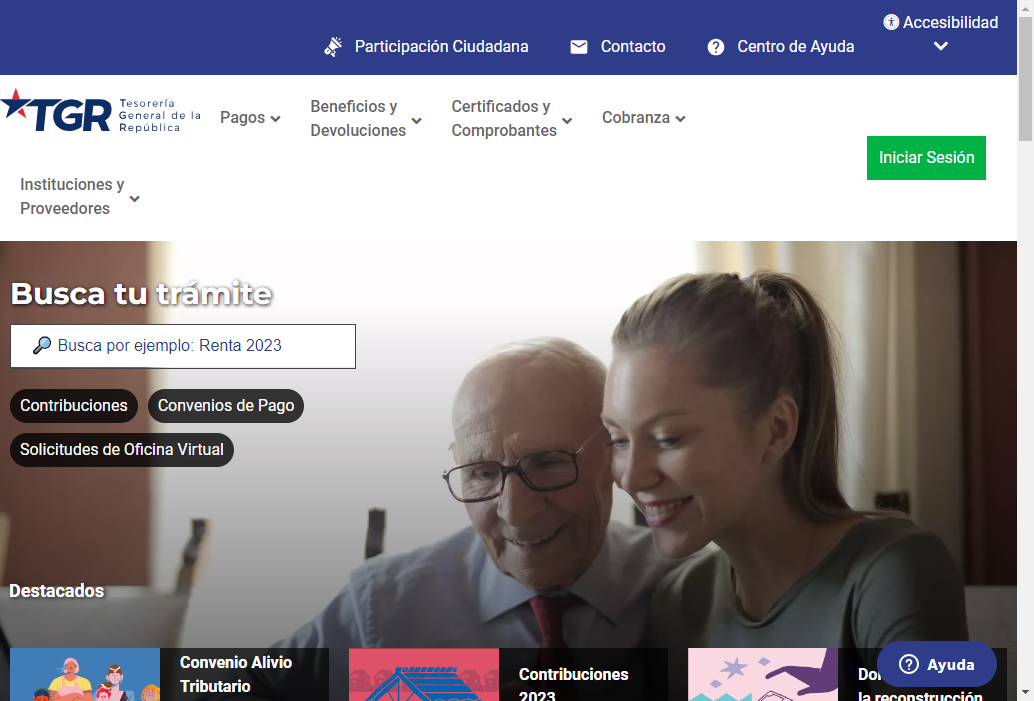 Accesibilidad
Participación Ciudadana
Contacto
Centro de Ayuda
TGR
Tesorería
General de la
República
Pagos
Beneficios y
Devoluciones
Certificados y
Comprobantes
Cobranza
Iniciar Sesión
Instituciones y
Proveedores
Busca tu trámite
Busca por ejemplo: Renta 2023
Contribuciones
Convenios de Pago
Solicitudes de Oficina Virtual
Destacados
Convenio Alivio
Tributario
Contribuciones
2023
la reconstrucción
Ayuda